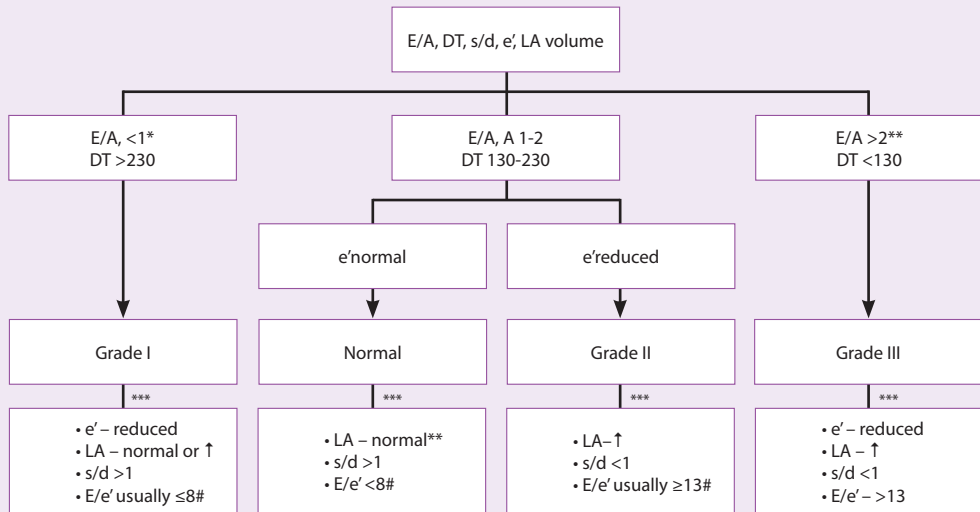 E/A, DT, s/d, e’, LA volume
E/A, <1*
DT >230
E/A, A 1-2
DT 130-230
E/A >2**
DT <130
e’normal
e’reduced
Grade I
Normal
Grade II
Grade III
***
***
***
***
• e’ – reduced
• LA – normal or ↑
• s/d >1
• E/e’ usually ≤8#
• LA – normal**
• s/d >1
• E/e’ <8#
• LA–↑
• s/d <1
• E/e’ usually ≥13#
• e’ – reduced
• LA – ↑
• s/d <1
• E/e’ – >13